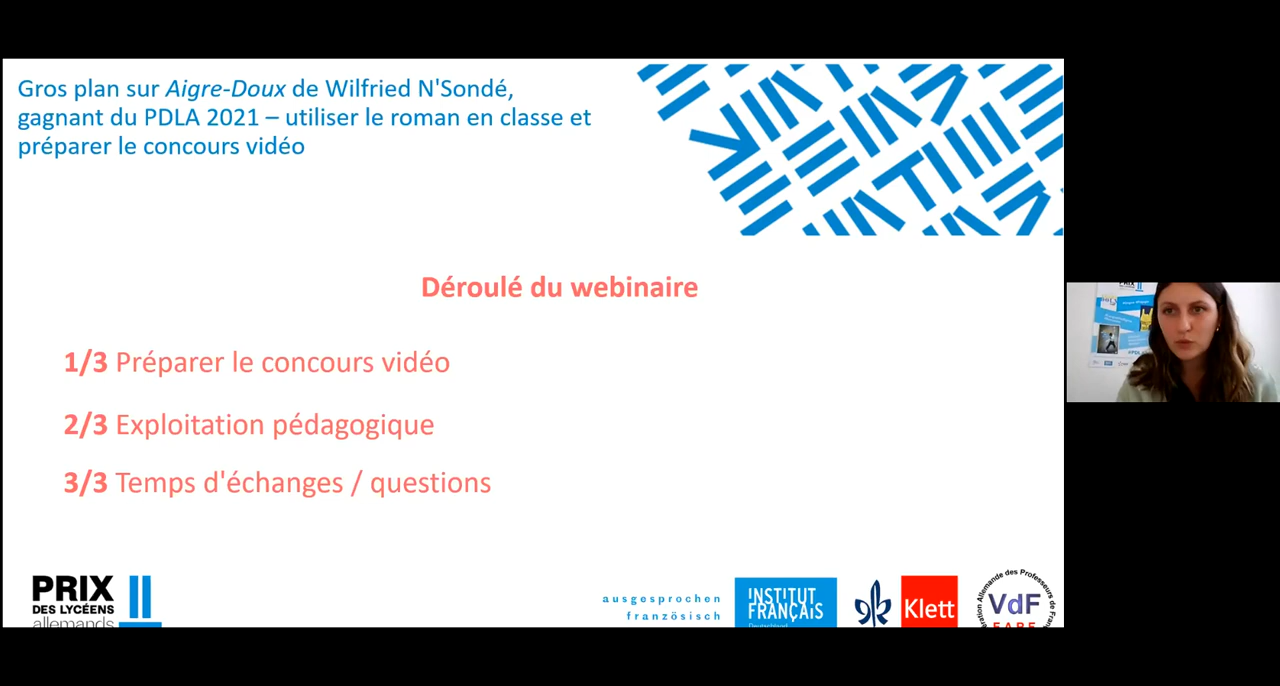 Gros plan sur Aigre-Doux de Wilfried N'Sondé,
gagnant du PDLA 2021 – utiliser le roman en classe et
préparer le concours vidéo
Déroulé du webinaire
1/3 Préparer le concours vidéo
2/3 Exploitation pédagogique
3/3 Temps d'échanges / questions
PRIX
DES LYCÉENS
allemands
ausgesprochen
französisch
INSTITUT
FRANÇAIS
Deutschland
Klett
VdF